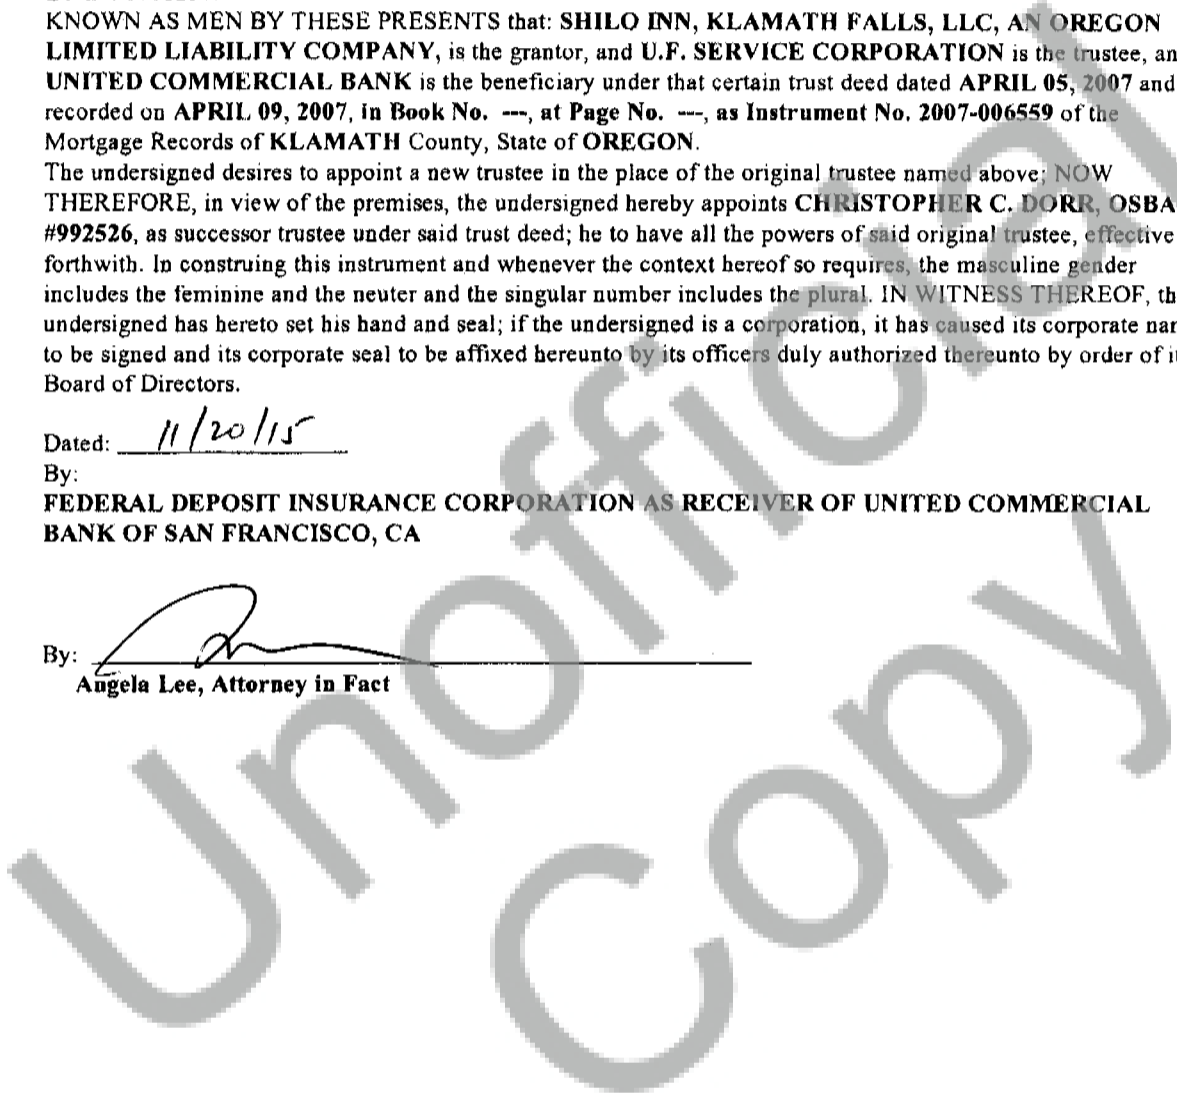 KNOWN AS MEN BY THESE PRESENTS that: SHILO INN, KLAMATH FALLS, LLC, AN OREGON
LIMITED LIABILITY COMPANY, is the grantor, and U.F. SERVICE CORPORATION is the trustee, an
UNITED COMMERCIAL BANK is the beneficiary under that certain trust deed dated APRIL 05, 2007 and
recorded on APRIL 09, 2007, in Book No. ---, at Page No. ---, as Instrument No. 2007-006559 of the
Mortgage Records of KLAMATH County, State of OREGON.
The undersigned desires to appoint a new trustee in the place of the original trustee named above; NOW
THEREFORE, in view of the premises, the undersigned hereby appoints CHRISTOPHER C. DORR, OSBA
#992526, as successor trustee under said trust deed; he to have all the powers of said original trustee, effective
forthwith. In construing this instrument and whenever the context hereof so requires, the masculine gender
includes the feminine and the neuter and the singular number includes the plural. IN WITNESS THEREOF, th
undersigned has hereto set his hand and seal; if the undersigned is a corporation, it has caused its corporate nar
to be signed and its corporate seal to be affixed hereunto by its officers duly authorized thereunto by order of it
Board of Directors.
Dated: 11/20/15
By:
FEDERAL DEPOSIT INSURANCE CORPORATION AS RECEIVER OF UNITED COMMERCIAL
BANK OF SAN FRANCISCO, CA
By:
Angela Lee, Attorney in Fact
Unofficial
Copy